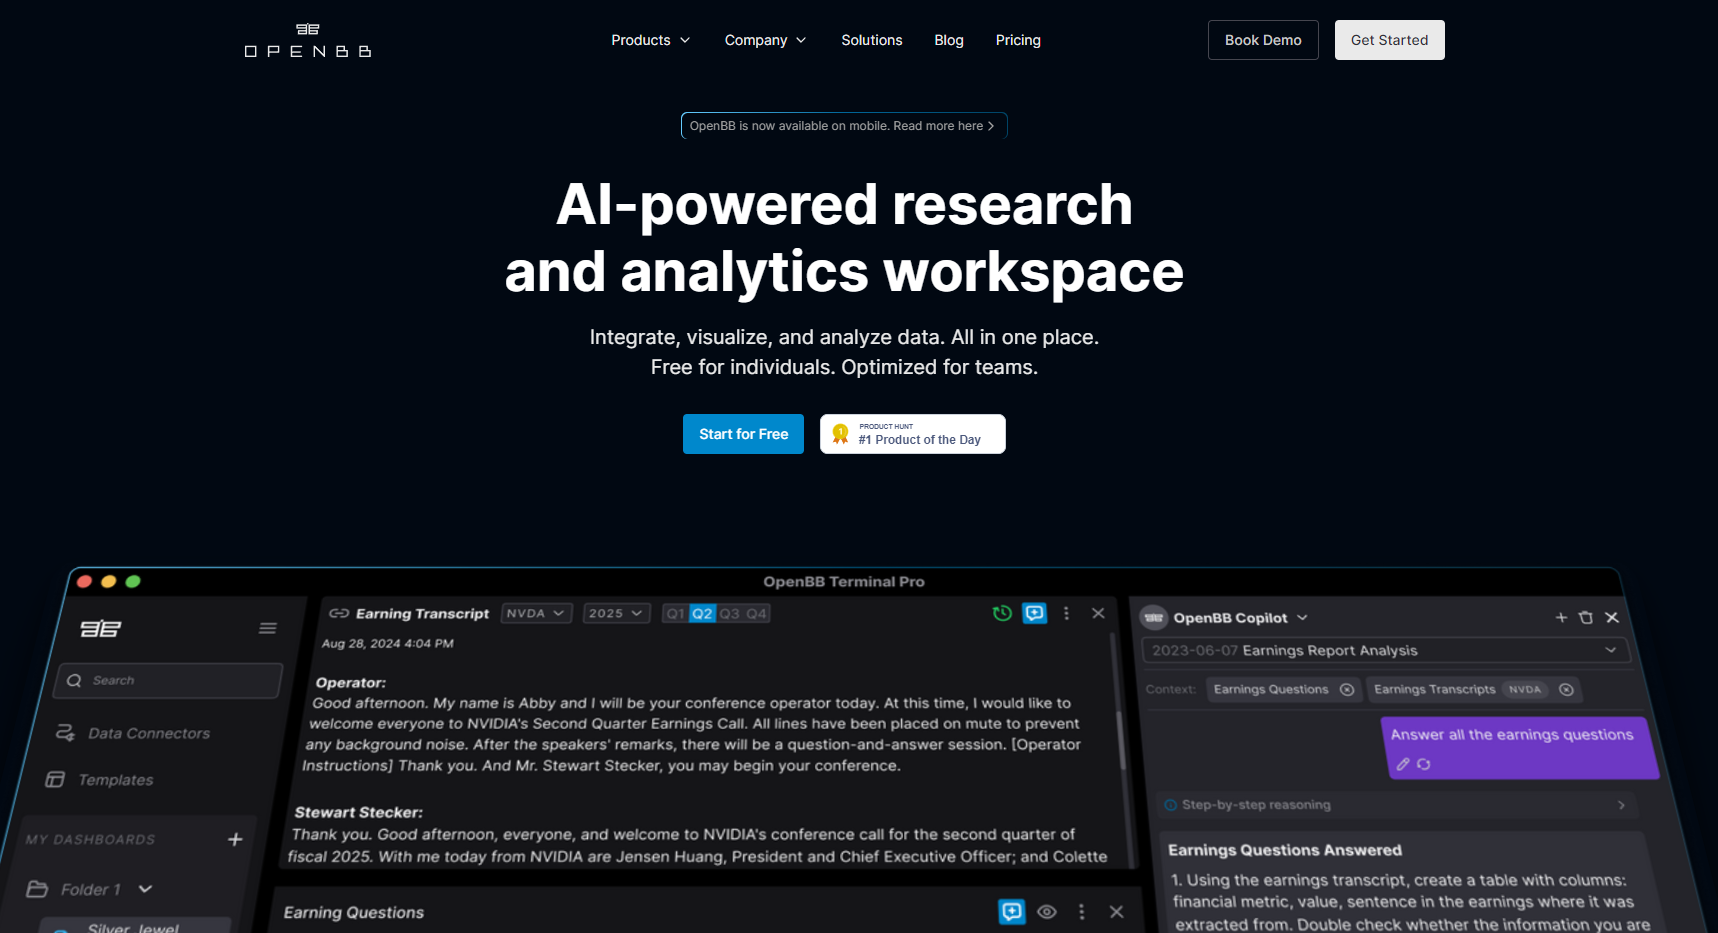 OPENBB
Products
Company
Solutions
Blog
Pricing
Book Demo
Get Started
OpenBB is now available on mobile. Read more here
AI-powered research
and analytics workspace
Integrate, visualize, and analyze data. All in one place.
Free for individuals. Optimized for teams.
Start for Free
1
PRODUCT HUNT
#1 Product of the Day
OpenBB Terminal Pro
Search
Data Connectors
Templates
MY DASHBOARDS
Folder 1
Silver Jewel
Earning Transcript
NVDA
2025
Q1 Q2 Q3 Q4
Aug 28, 2024 4:04 PM
Operator:
Good afternoon. My name is Abby and I will be your conference operator today. At this time, I would like to
welcome everyone to NVIDIA's Second Quarter Earnings Call. All lines have been placed on mute to prevent
any background noise. After the speakers' remarks, there will be a question-and-answer session. [Operator
Instructions] Thank you. And Mr. Stewart Stecker, you may begin your conference.
Stewart Stecker:
Thank you. Good afternoon, everyone, and welcome to NVIDIA's conference call for the second quarter of
fiscal 2025. With me today from NVIDIA are Jensen Huang, President and Chief Executive Officer; and Colette
Earning Questions
OpenBB Copilot
2023-06-07 Earnings Report Analysis
Context: Earnings Questions Earnings Transcripts NVDA
Answer all the earnings questions
Step-by-step reasoning
Earnings Questions Answered
1. Using the earnings transcript, create a table with columns:
financial metric, value, sentence in the earnings where it was
extracted from. Double check whether the information you are